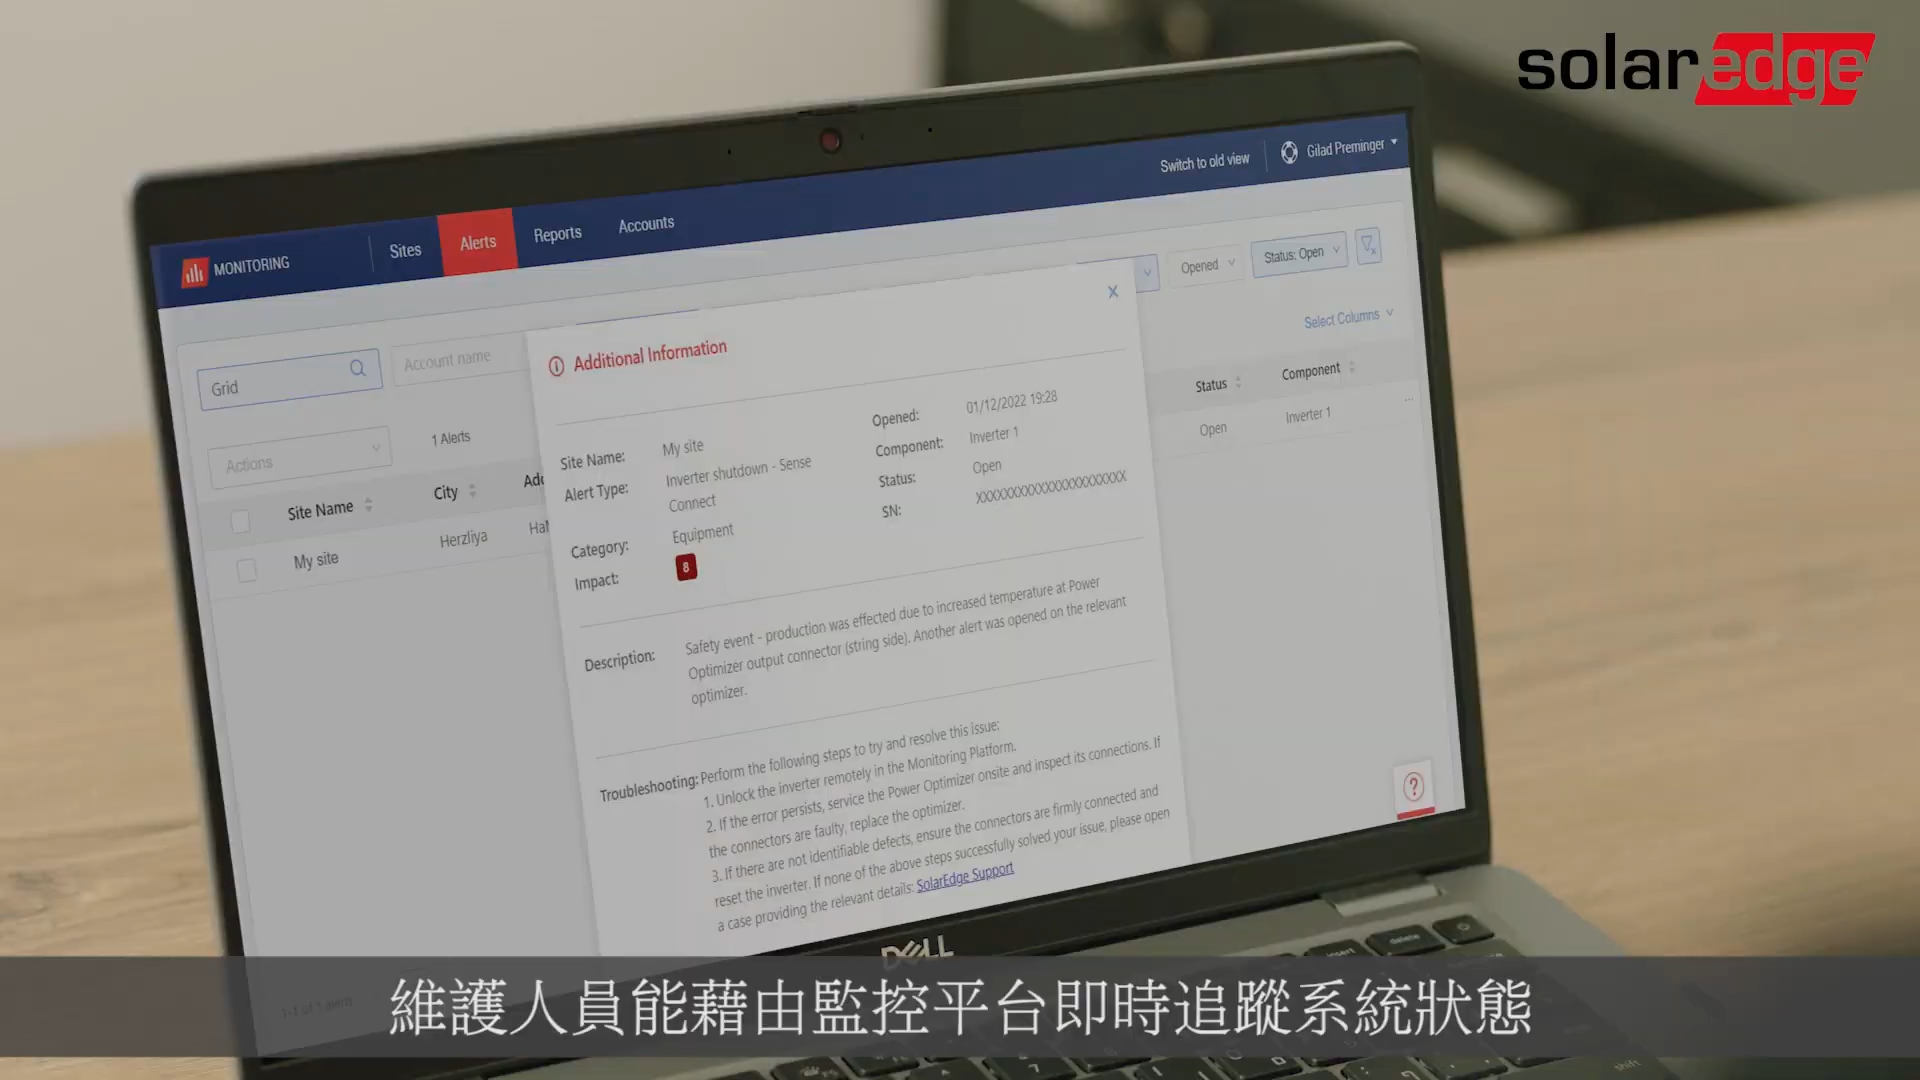 solaredge
Switch to old view
Gilad Preminger
MONITORING
Sites
Alerts
Reports
Accounts
Grid
Account name
Opened
Status: Open
Select Columns
Actions
1 Alerts
Site Name
City
Status
Component
My site
Herzliya
Open
Inverter 1
Additional Information
Site Name: My site
Alert Type: Inverter shutdown - Sense
Connect
Category: Equipment
Impact: 8
Opened: 01/12/2022 19:28
Component: Inverter 1
Status: Open
SN: XXXXXXXXXXXXXXXXXXXXXXX
Description: Safety event - production was effected due to increased temperature at Power
Optimizer output connector (string side). Another alert was opened on the relevant
optimizer.
Troubleshooting: Perform the following steps to try and resolve this issue:
1. Unlock the inverter remotely in the Monitoring Platform.
2. If the error persists, service the Power Optimizer onsite and inspect its connections. If
the connectors are faulty, replace the optimizer.
3. If there are not identifiable defects, ensure the connectors are firmly connected and
reset the inverter. If none of the above steps successfully solved your issue, please open
a case providing the relevant details: SolarEdge Support
?
DELL
insert
delete
維護人員能藉由監控平台即時追蹤系統狀態
shift